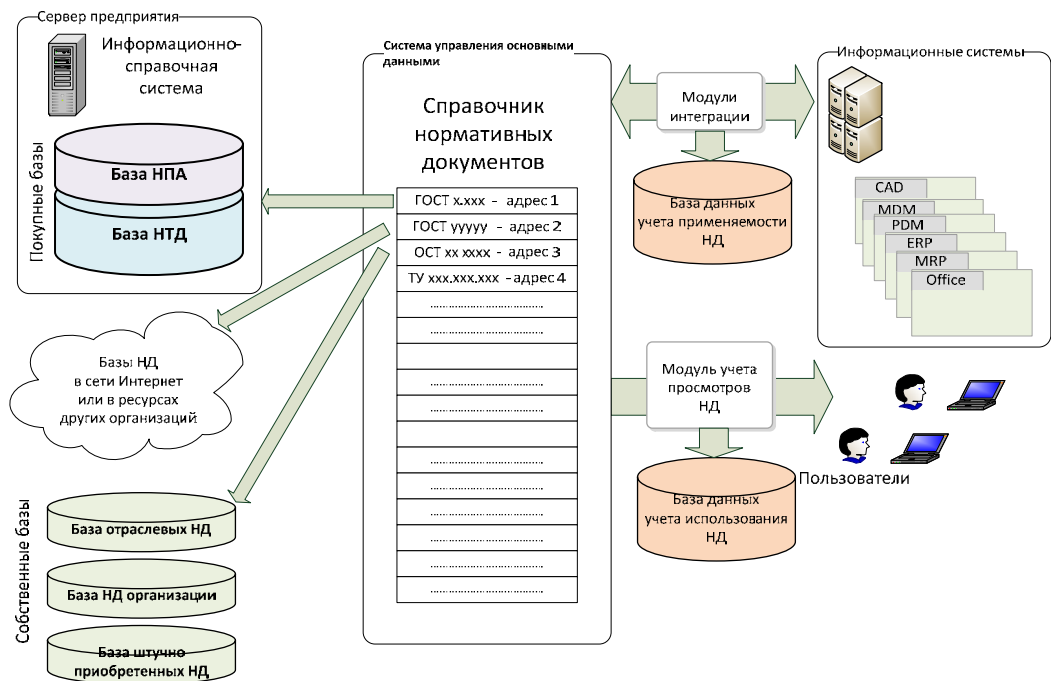 Сервер предприятия
Информационно-
справочная
система
Покупные базы
База НПА
База НТД
Базы НД
в сети Интернет
или в ресурсах
других организаций
Собственные базы
База отраслевых НД
База НД организации
База штучно
приобретенных НД
Система управления основными
данными
Справочник
нормативных
документов
ГОСТ х.ххх – адрес 1
ГОСТ ууууу – адрес 2
ОСТ хх хххх – адрес 3
ТУ ххх.ххх.ххх – адрес 4
................................
................................
................................
................................
................................
................................
................................
................................
................................
................................
Модули
интеграции
База данных
учета применяемости
НД
Модуль учета
просмотров
НД
База данных
учета использования
НД
Информационные системы
CAD
MDM
PDM
ERP
MRP
Office
Пользователи